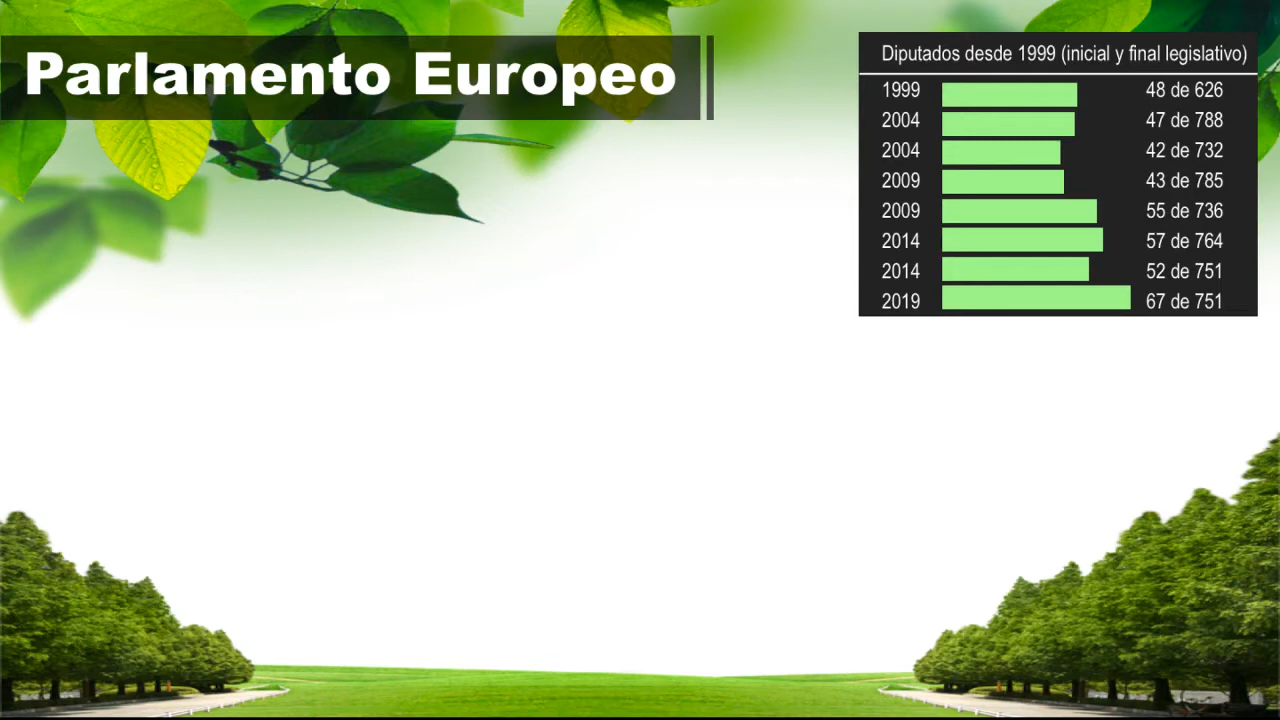 Parlamento Europeo
Diputados desde 1999 (inicial y final legislativo)
1999 48 de 626
2004 47 de 788
2004 42 de 732
2009 43 de 785
2009 55 de 736
2014 57 de 764
2014 52 de 751
2019 67 de 751